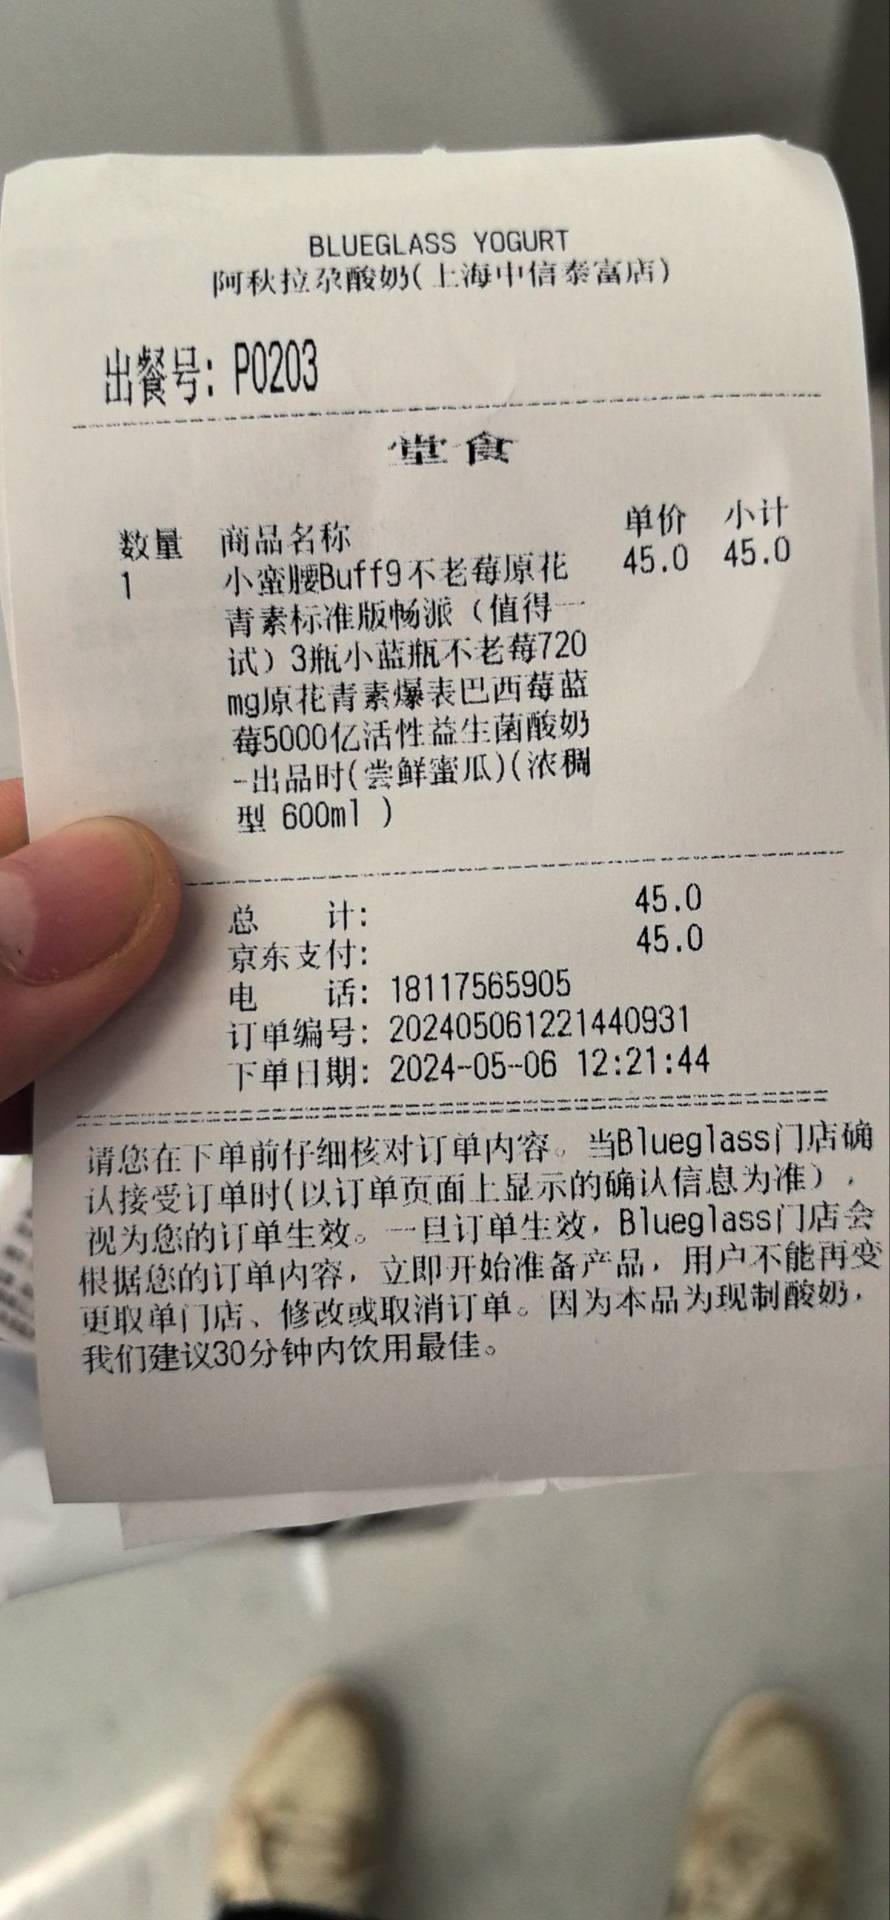 BLUEGLASS YOGURT
阿秋拉尕酸奶(上海中信泰富店)
出餐号: P0203
堂食
数量 商品名称 单价 小计
1 小蛮腰Buff9不老莓原花 45.0 45.0
青素标准版畅派（值得一
试）3瓶小蓝瓶不老莓720
mg原花青素爆表巴西莓蓝
莓5000亿活性益生菌酸奶
-出品时(尝鲜蜜瓜)(浓稠
型 600ml )
总 计: 45.0
京东支付: 45.0
电 话: 18117565905
订单编号: 202405061221440931
下单日期: 2024-05-06 12:21:44
请您在下单前仔细核对订单内容。当Blueglass门店确
认接受订单时(以订单页面上显示的确认信息为准)，
视为您的订单生效。一旦订单生效，Blueglass门店会
根据您的订单内容，立即开始准备产品，用户不能再变
更取单门店、修改或取消订单。因为本品为现制酸奶，
我们建议30分钟内饮用最佳。